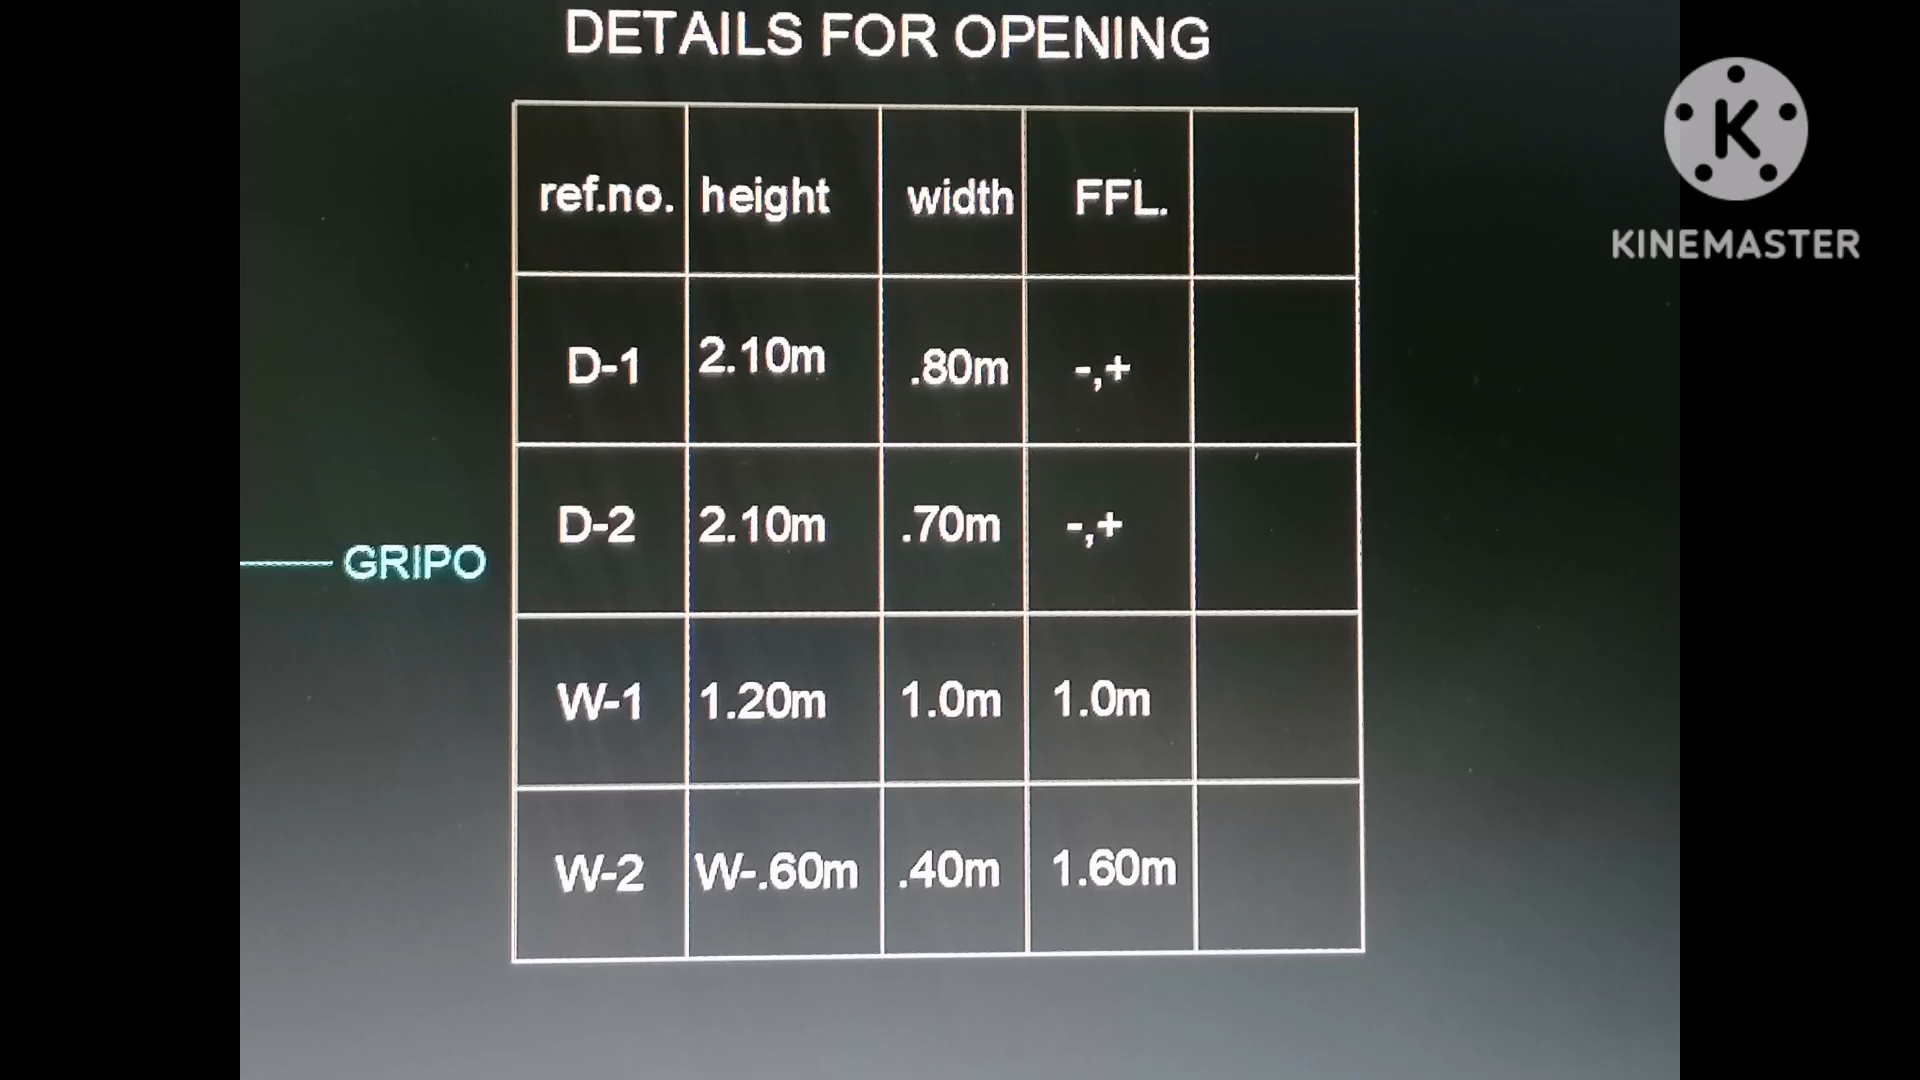 DETAILS FOR OPENING
ref.no. height width FFL.
D-1 2.10m .80m -,+
D-2 2.10m .70m -,+
GRIPO
W-1 1.20m 1.0m 1.0m
W-2 W-.60m .40m 1.60m
K
KINEMASTER